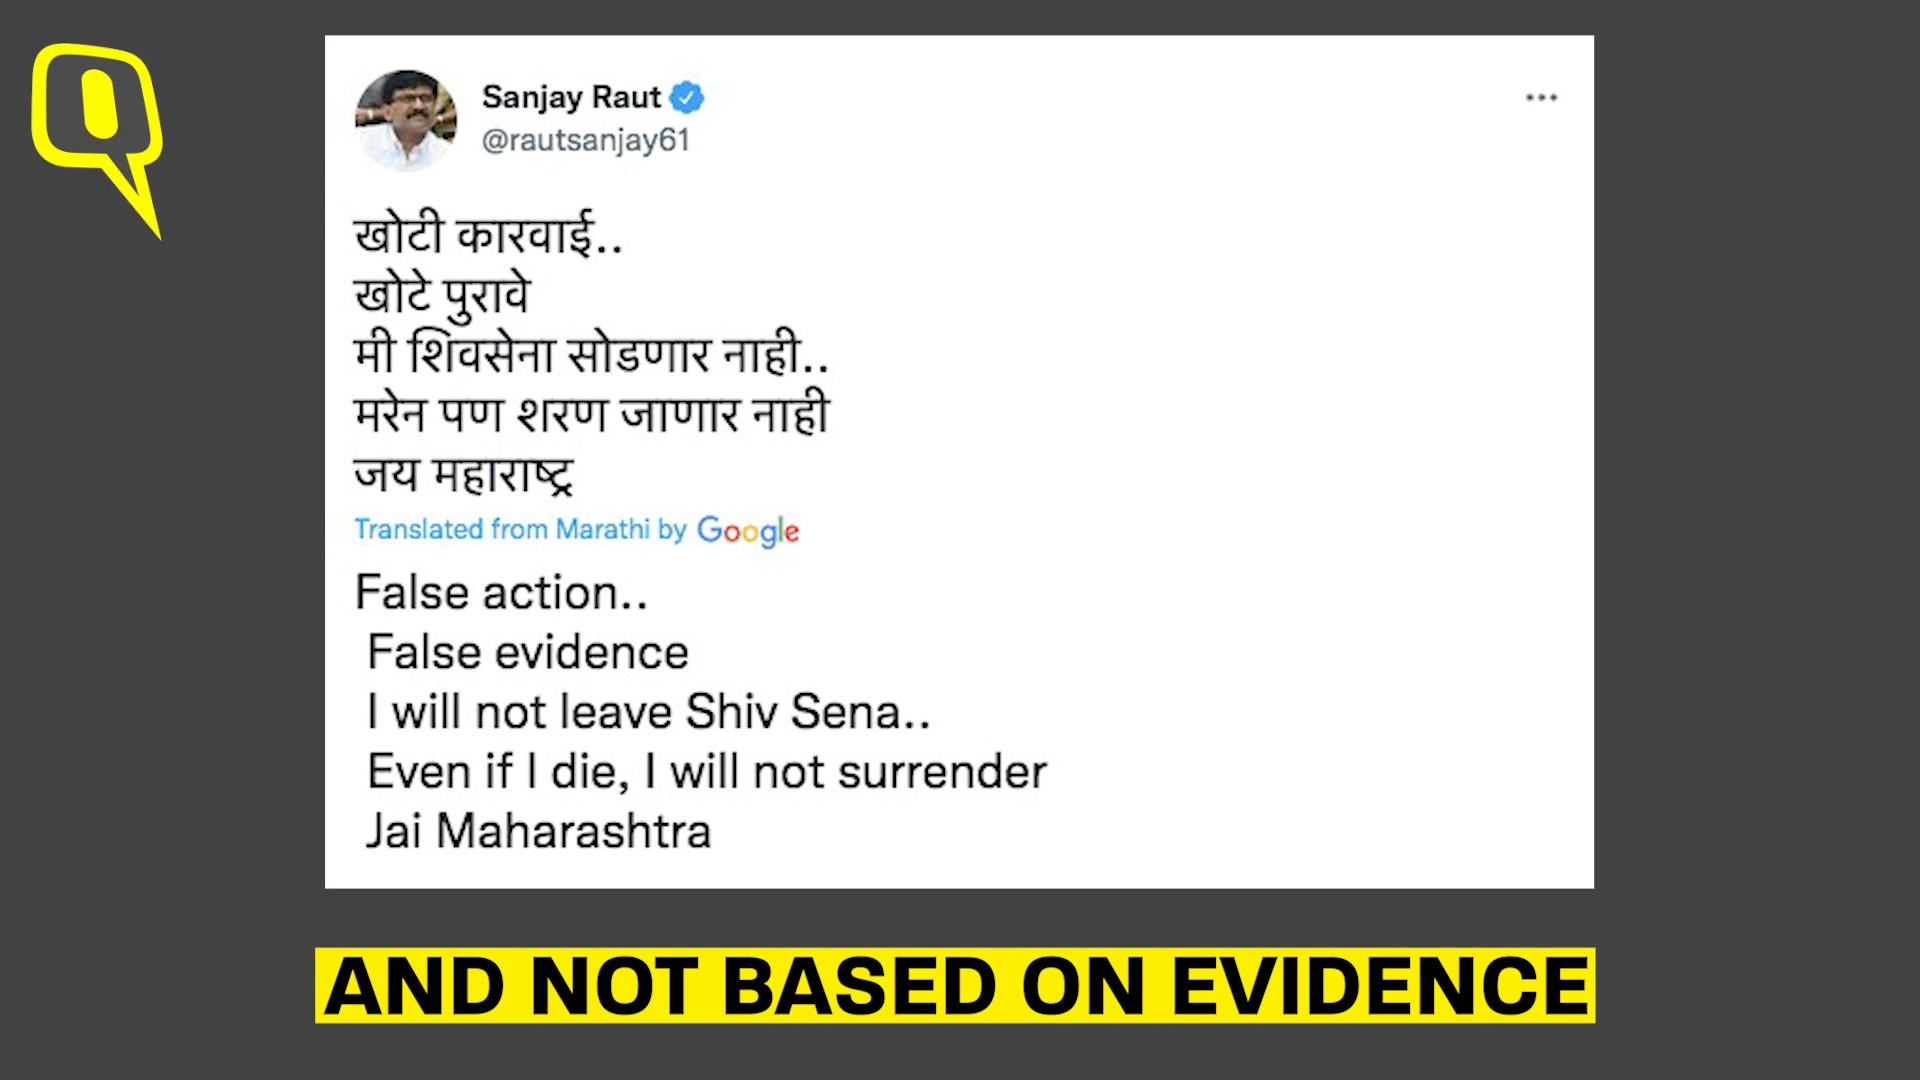 Sanjay Raut
@rautsanjay61
खोटी कारवाई..
खोटे पुरावे
मी शिवसेना सोडणार नाही..
मरेन पण शरण जाणार नाही
जय महाराष्ट्र
Translated from Marathi by Google
False action..
False evidence
I will not leave Shiv Sena..
Even if I die, I will not surrender
Jai Maharashtra
AND NOT BASED ON EVIDENCE